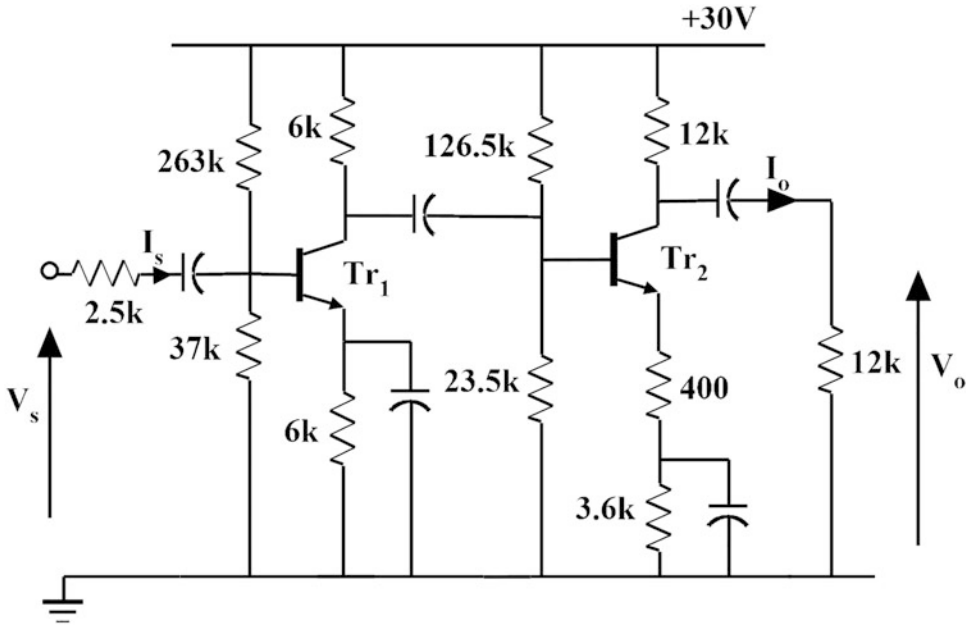 +30V
6k
12k
263k
126.5k
I_o
I_s
Tr_1
Tr_2
2.5k
37k
23.5k
400
12k
V_s
V_o
6k
3.6k